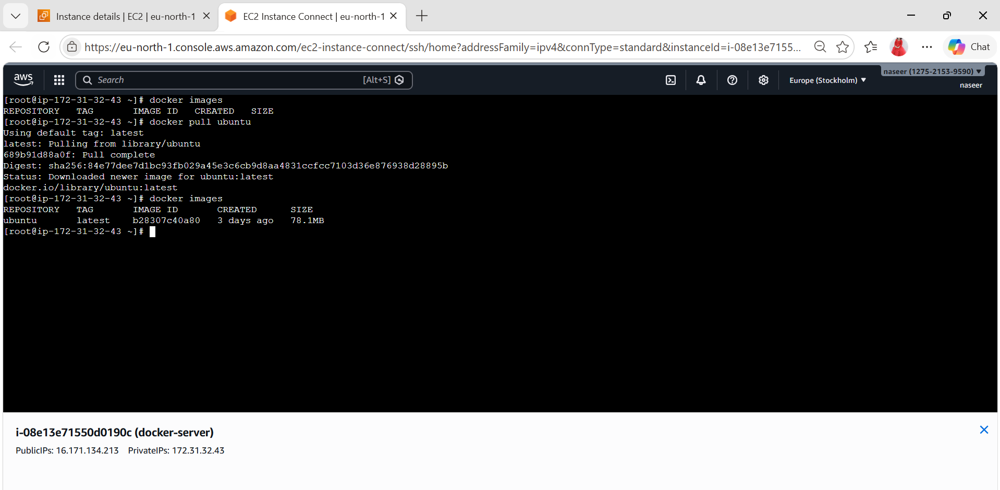 Instance details | EC2 | eu-north-1
EC2 Instance Connect | eu-north-1
https://eu-north-1.console.aws.amazon.com/ec2-instance-connect/ssh/home?addressFamily=ipv4&connType=standard&instanceId=i-08e13e7155...
Chat
aws
Search
[Alt+S]
Europe (Stockholm)
naseer (1275-2153-9590)
naseer
[root@ip-172-31-32-43 ~]# docker images
REPOSITORY   TAG       IMAGE ID   CREATED   SIZE
[root@ip-172-31-32-43 ~]# docker pull ubuntu
Using default tag: latest
latest: Pulling from library/ubuntu
689b91d88a0f: Pull complete
Digest: sha256:84e77dee7d1bc93fb029a45e3c6cb9d8aa4831ccfcc7103d36e876938d28895b
Status: Downloaded newer image for ubuntu:latest
docker.io/library/ubuntu:latest
[root@ip-172-31-32-43 ~]# docker images
REPOSITORY   TAG       IMAGE ID       CREATED      SIZE
ubuntu       latest    b28307c40a80   3 days ago   78.1MB
[root@ip-172-31-32-43 ~]#
i-08e13e71550d0190c (docker-server)
PublicIPs: 16.171.134.213    PrivateIPs: 172.31.32.43